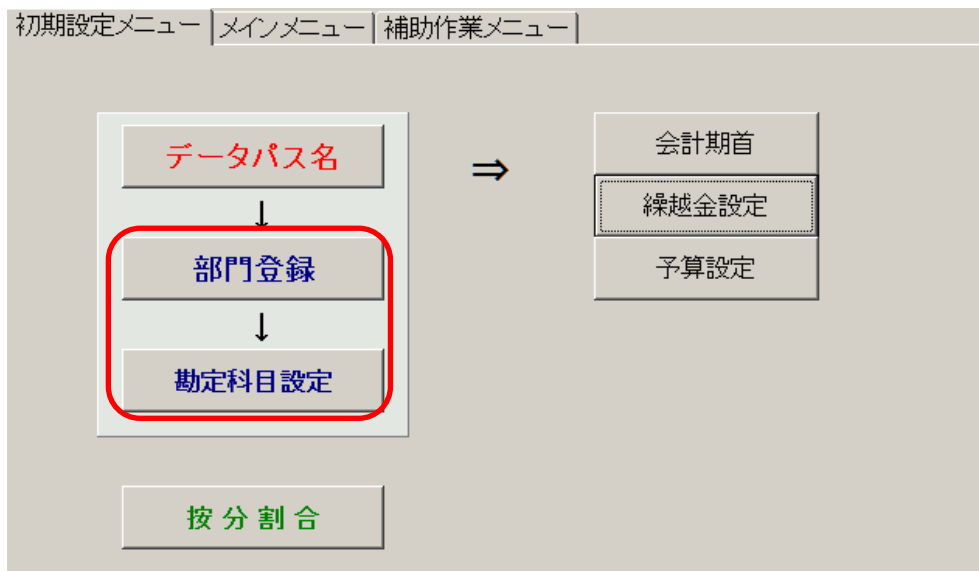 初期設定メニュー メインメニュー 補助作業メニュー
データパス名
↓
部門登録
↓
勘定科目設定
⇒
会計期首
繰越金設定
予算設定
按分割合